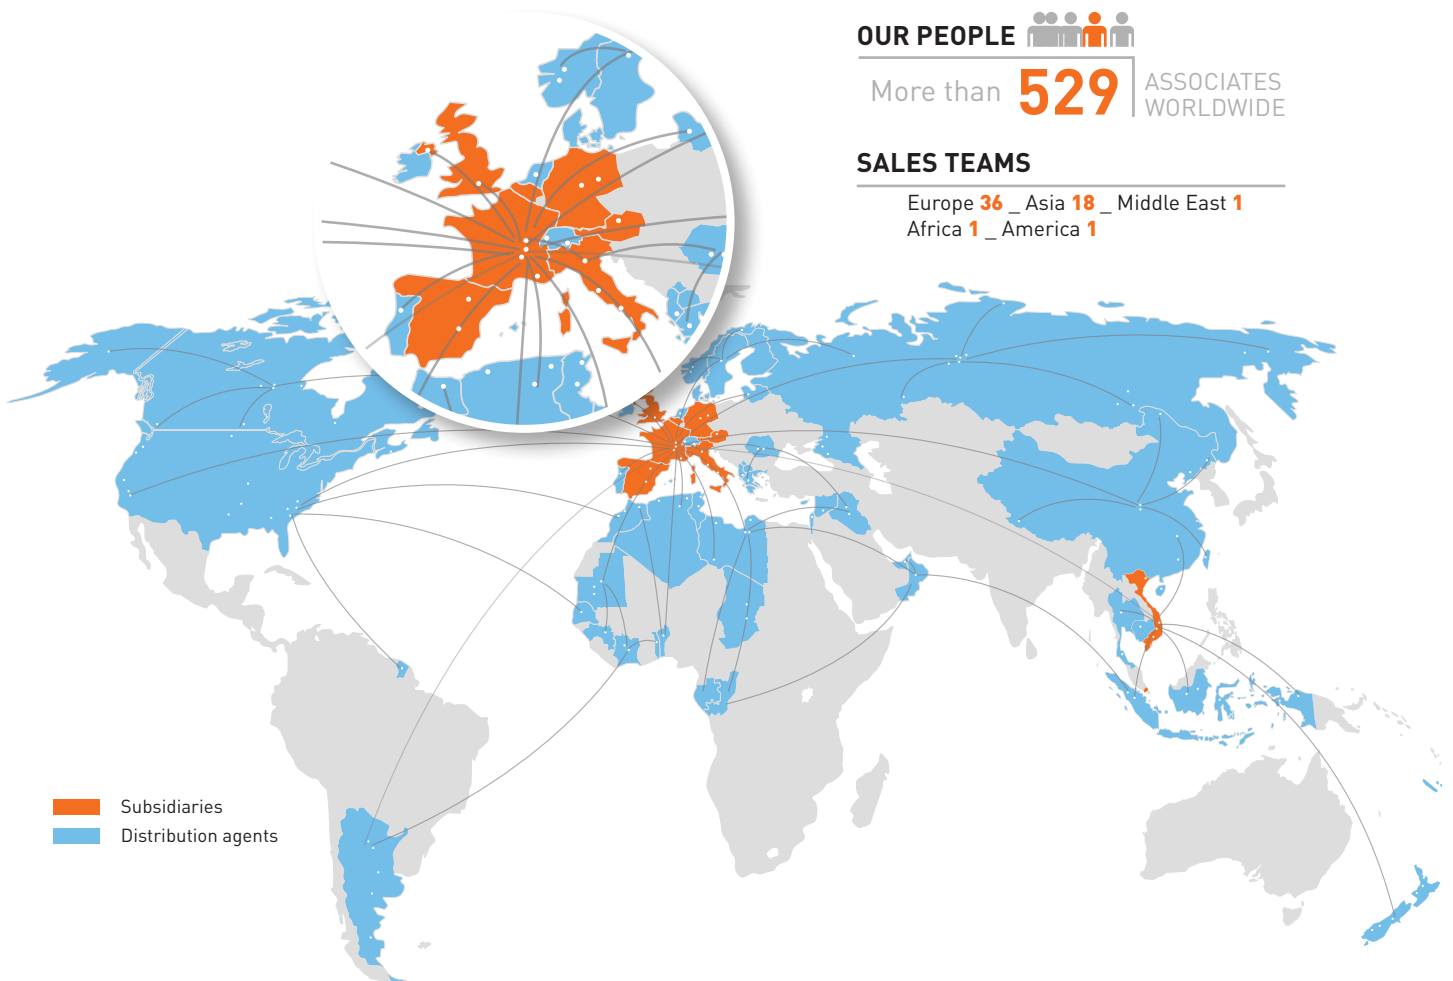 OUR PEOPLE
More than 529 ASSOCIATES
WORLDWIDE
SALES TEAMS
Europe 36 _ Asia 18 _ Middle East 1
Africa 1 _ America 1
Subsidiaries
Distribution agents